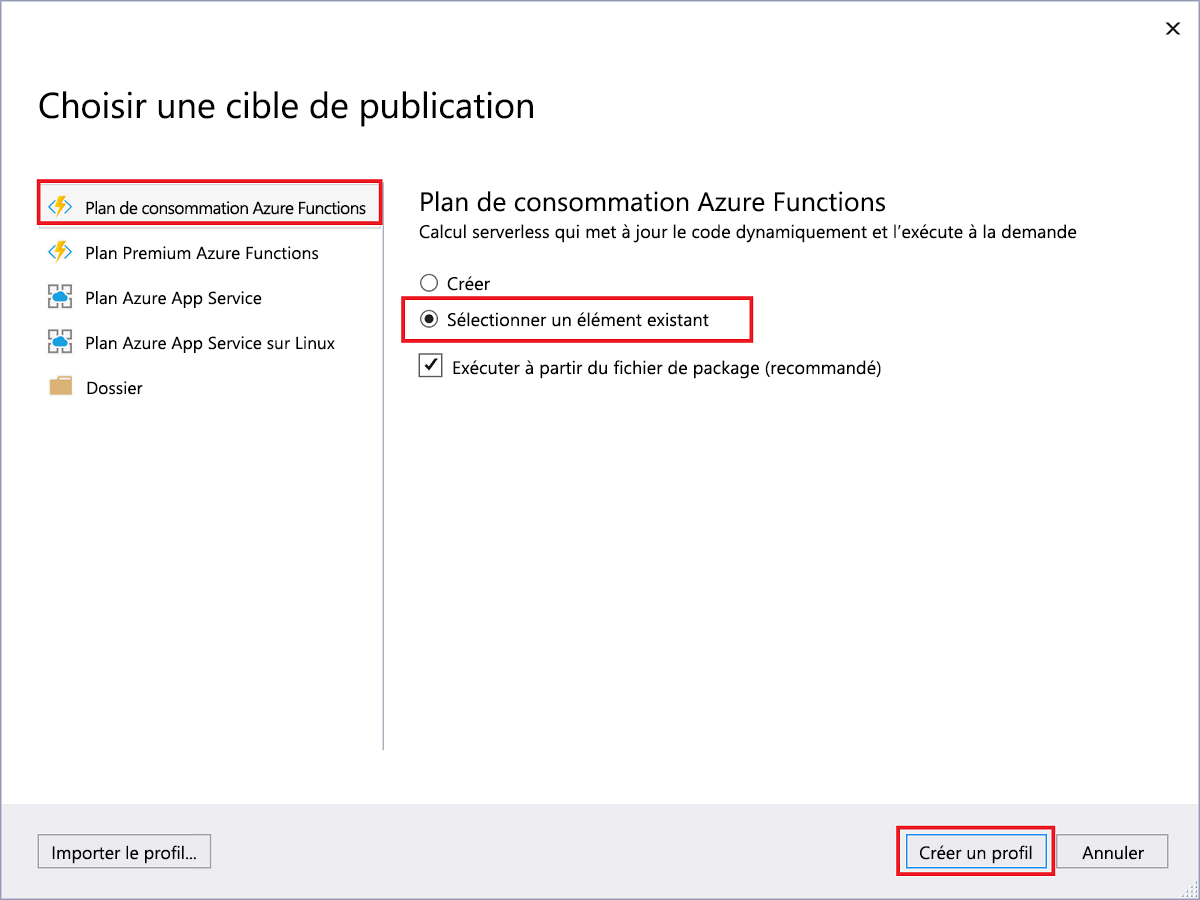 Choisir une cible de publication
Plan de consommation Azure Functions
Plan Premium Azure Functions
Plan Azure App Service
Plan Azure App Service sur Linux
Dossier
Plan de consommation Azure Functions
Calcul serverless qui met à jour le code dynamiquement et l’exécute à la demande
Créer
Sélectionner un élément existant
Exécuter à partir du fichier de package (recommandé)
Importer le profil...
Créer un profil
Annuler